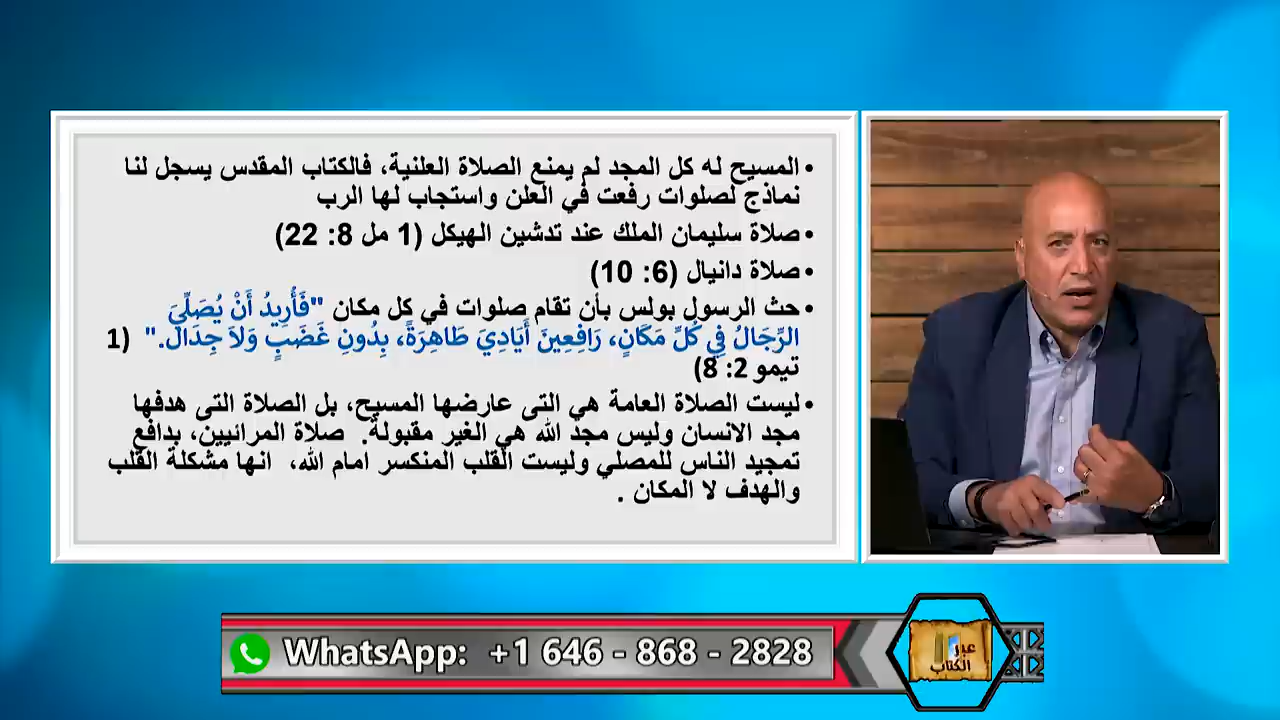 • المسيح له كل المجد لم يمنع الصلاة العلنية، فالكتاب المقدس يسجل لنا
نماذج لصلوات رفعت في العلن واستجاب لها الرب
• صلاة سليمان الملك عند تدشين الهيكل (1 مل 8: 22)
• صلاة دانيال (6: 10)
• حث الرسول بولس بأن تقام صلوات في كل مكان "فَأُرِيدُ أَنْ يُصَلِّيَ
الرِّجَالُ فِي كُلِّ مَكَانٍ، رَافِعِينَ أَيَادِيَ طَاهِرَةً، بِدُونِ غَضَبٍ وَلاَ جِدَال." (1
تيمو 2: 8)
• ليست الصلاة العامة هي التى عارضها المسيح، بل الصلاة التى هدفها
مجد الانسان وليس مجد الله هي الغير مقبولة. صلاة المرائيين، بدافع
تمجيد الناس للمصلي وليست القلب المنكسر امام الله، انها مشكلة القلب
والهدف لا المكان .
WhatsApp: +1 646 - 868 - 2828
عبر
الكتاب